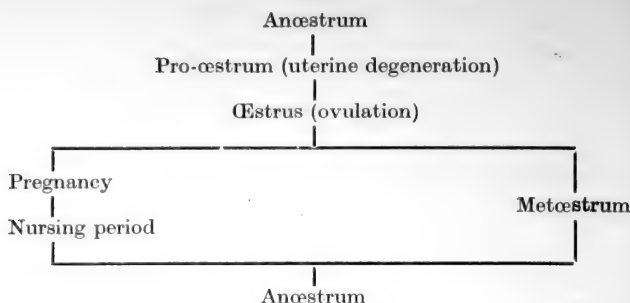 Anœstrum
Pro-œstrum (uterine degeneration)
Œstrus (ovulation)
Pregnancy
Metœstrum
Nursing period
Anœstrum